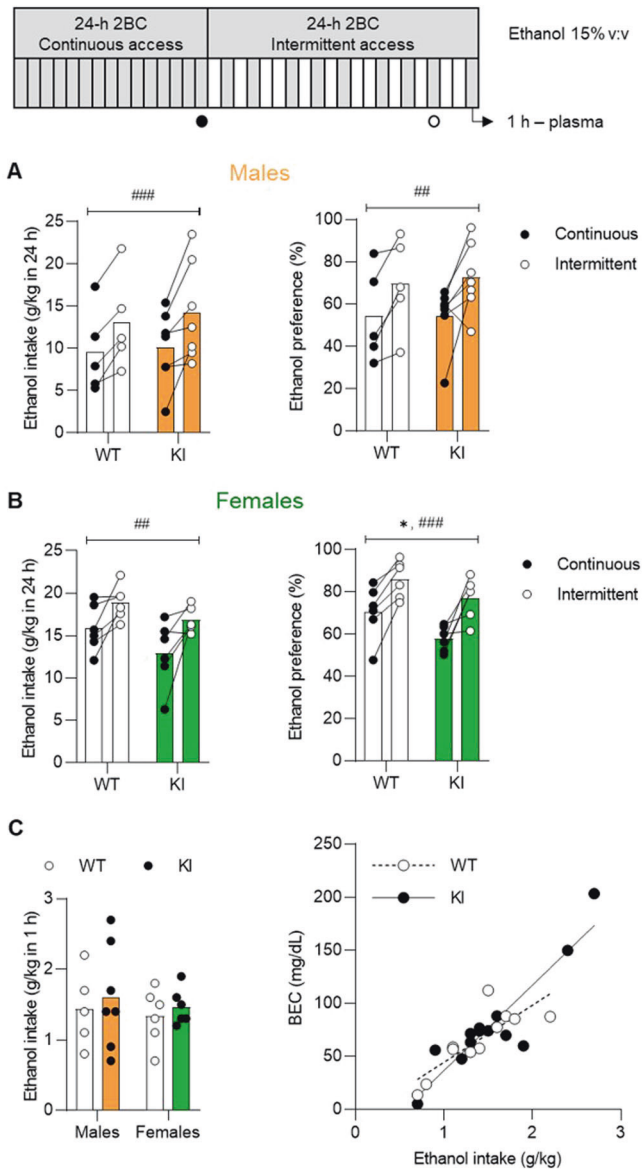 24-h 2BC
Continuous access
24-h 2BC
Intermittent access
Ethanol 15% v:v
1 h – plasma
A
Males
###
Ethanol intake (g/kg in 24 h)
25
20
15
10
5
0
WT
KI
##
Ethanol preference (%)
100
80
60
40
20
0
WT
KI
Continuous
Intermittent
B
Females
##
Ethanol intake (g/kg in 24 h)
25
20
15
10
5
0
WT
KI
*, ###
Ethanol preference (%)
100
80
60
40
20
0
WT
KI
Continuous
Intermittent
C
WT
KI
Ethanol intake (g/kg in 1 h)
3
2
1
0
Males
Females
WT
KI
BEC (mg/dL)
250
200
150
100
50
0
0
1
2
3
Ethanol intake (g/kg)